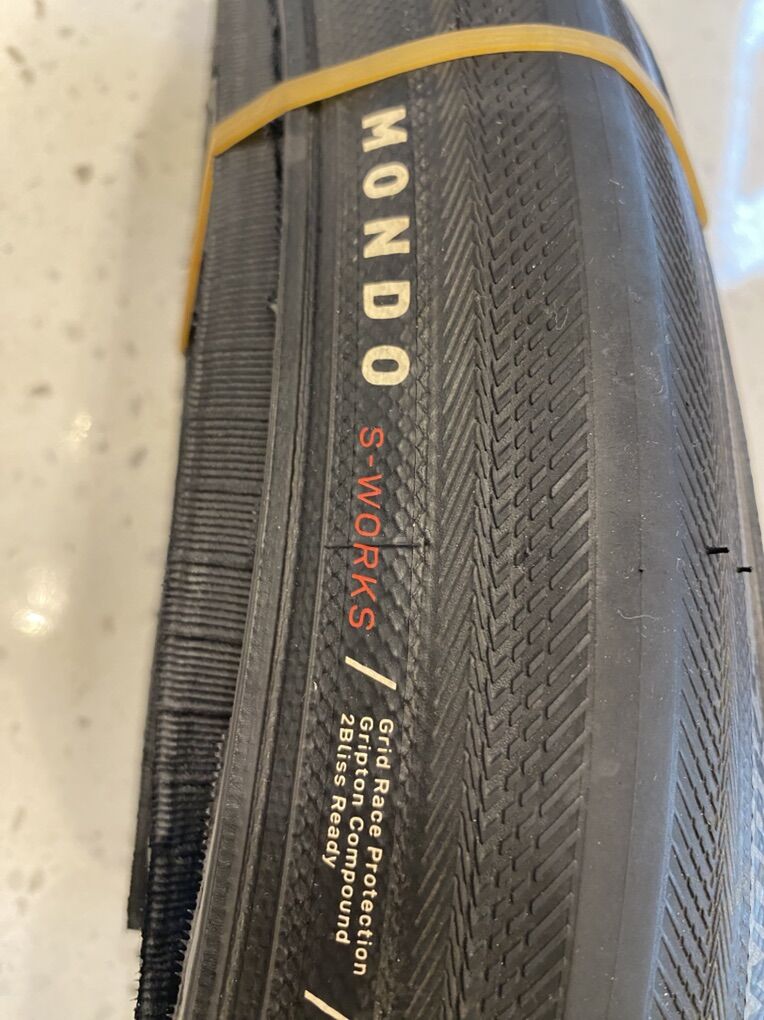 MONDO S-WORKS /
Grid Race Protection
Gripton Compound
2Bliss Ready
/